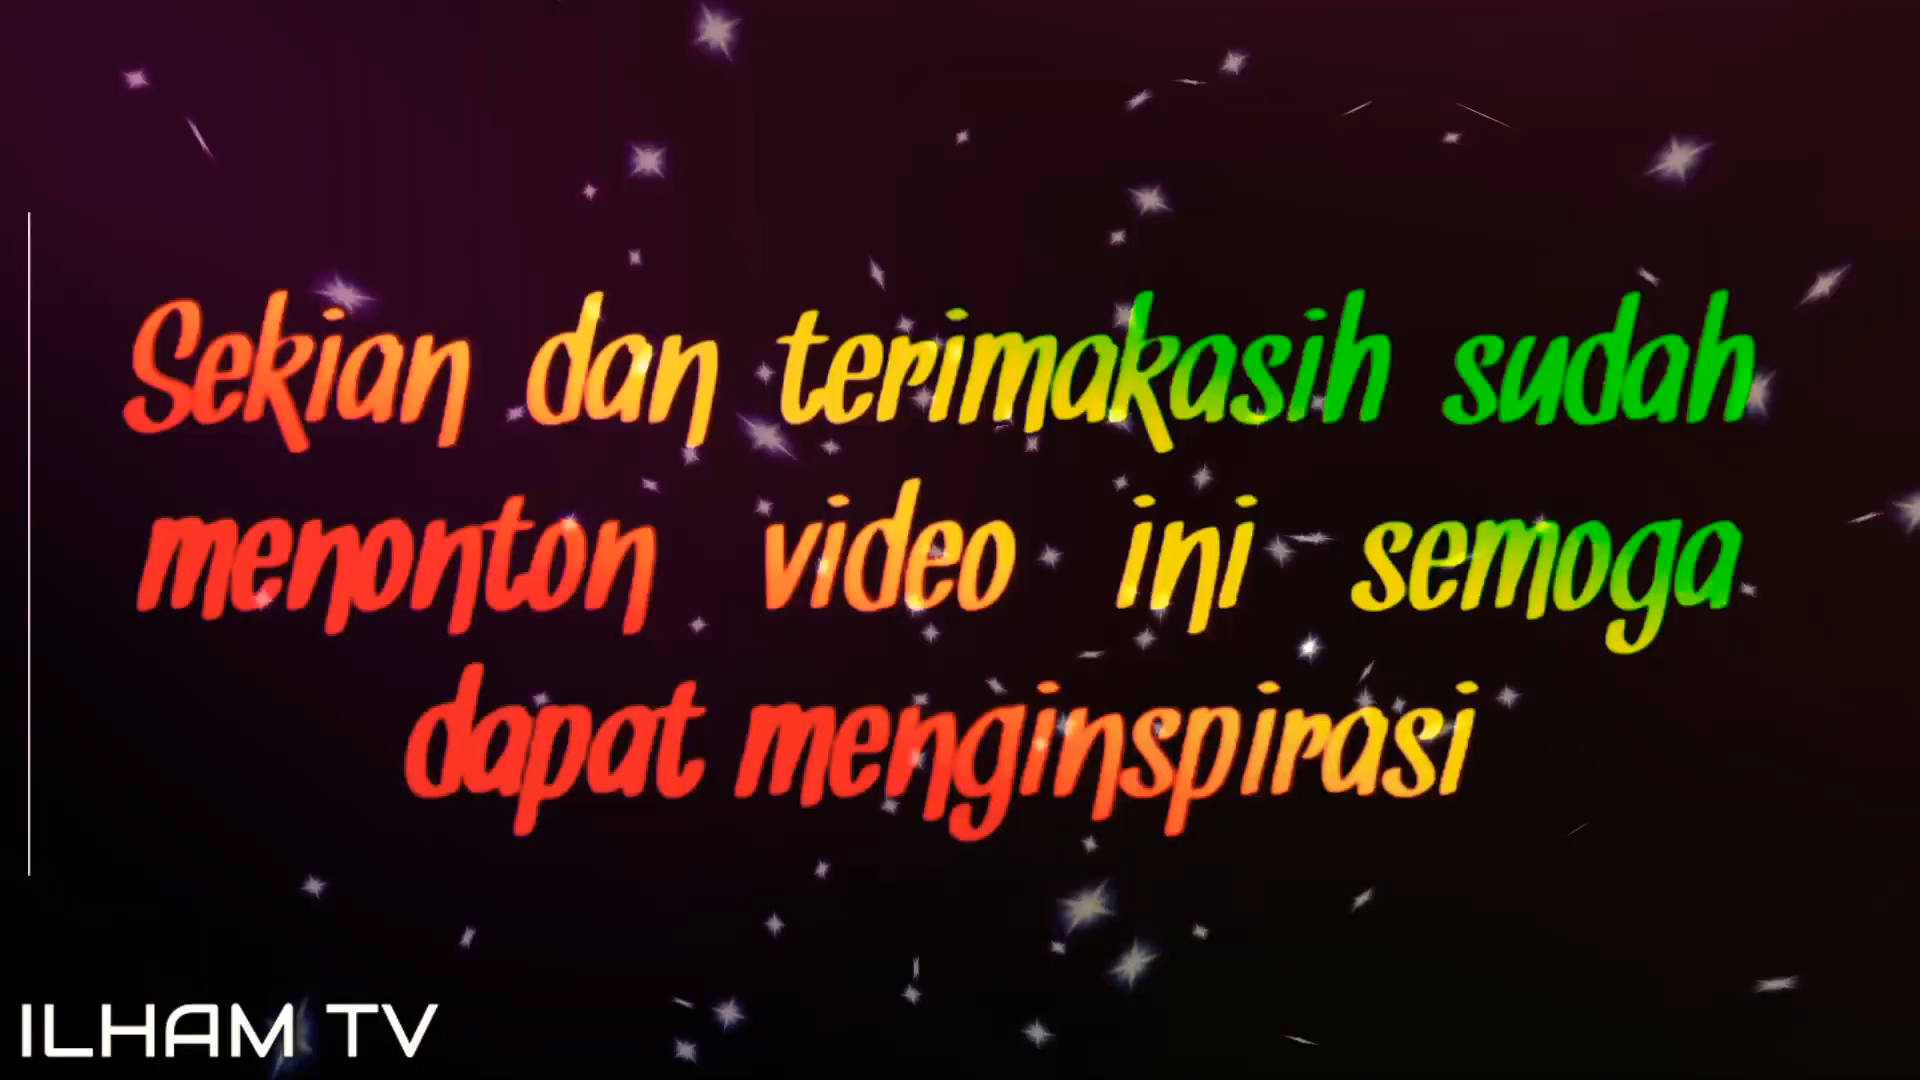 Sekian dan terimakasih sudah
menonton video ini semoga
dapat menginspirasi
ILHAM TV